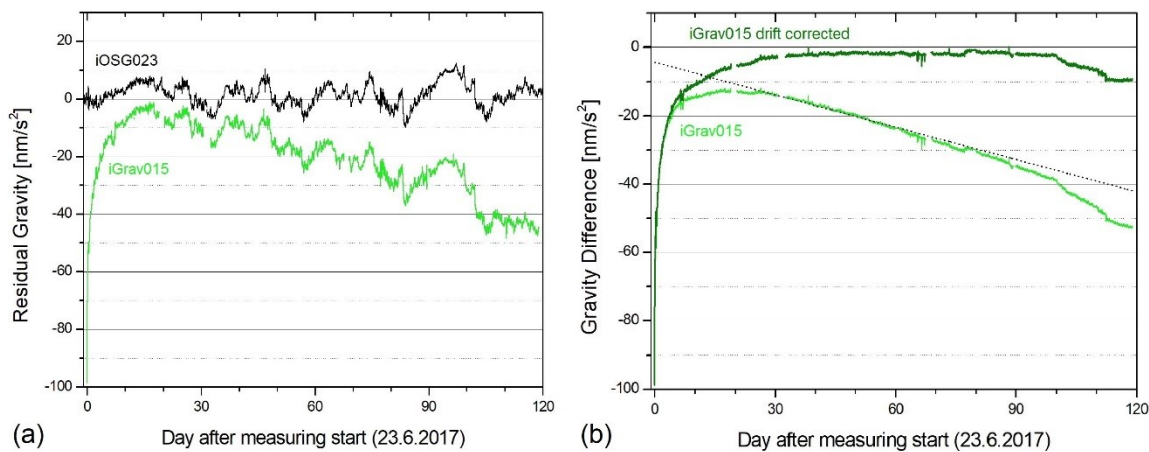 iOSG023
iGrav015
Residual Gravity [nm/s²]
20
0
-20
-40
-60
-80
-100
0
30
60
90
120
(a)
Day after measuring start (23.6.2017)
(b)
iGrav015 drift corrected
iGrav015
Gravity Difference [nm/s²]
0
-20
-40
-60
-80
-100
0
30
60
90
120
Day after measuring start (23.6.2017)